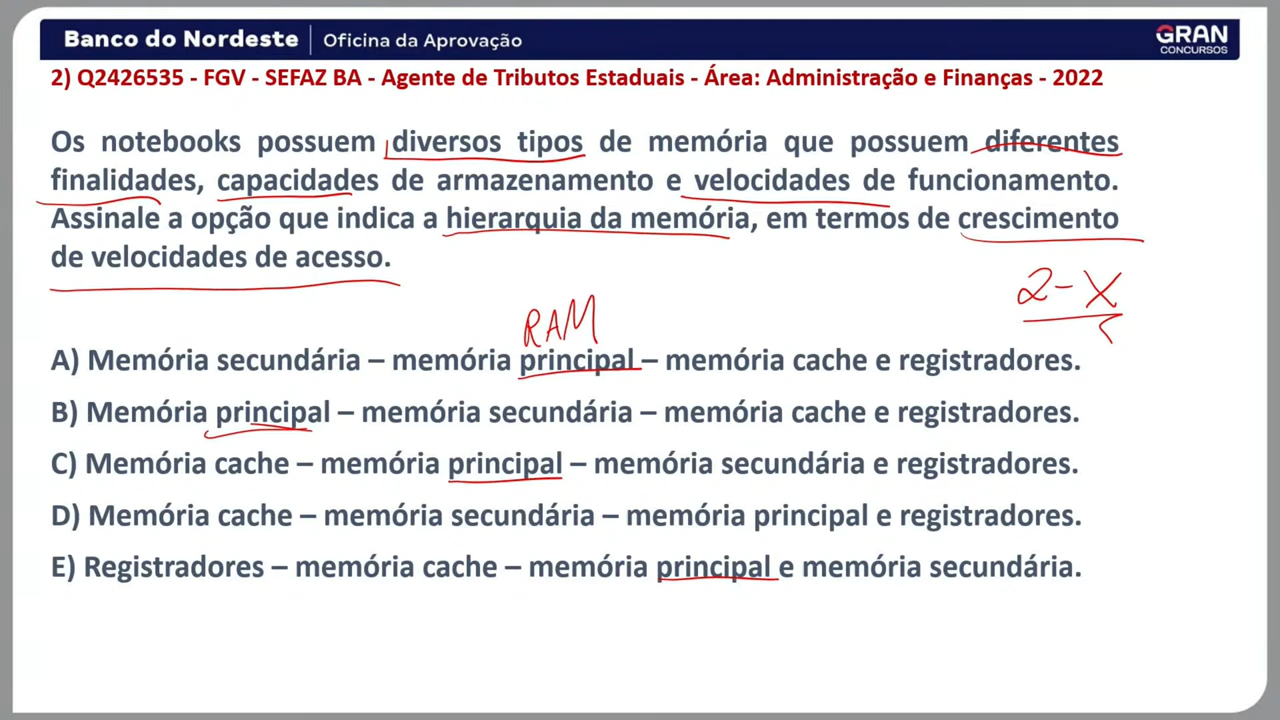 Banco do Nordeste | Oficina da Aprovação
GRAN
CONCURSOS
2) Q2426535 - FGV - SEFAZ BA - Agente de Tributos Estaduais - Área: Administração e Finanças - 2022
Os notebooks possuem diversos tipos de memória que possuem diferentes
finalidades, capacidades de armazenamento e velocidades de funcionamento.
Assinale a opção que indica a hierarquia da memória, em termos de crescimento
de velocidades de acesso.
2-X
RAM
A) Memória secundária – memória principal – memória cache e registradores.
B) Memória principal – memória secundária – memória cache e registradores.
C) Memória cache – memória principal – memória secundária e registradores.
D) Memória cache – memória secundária – memória principal e registradores.
E) Registradores – memória cache – memória principal e memória secundária.